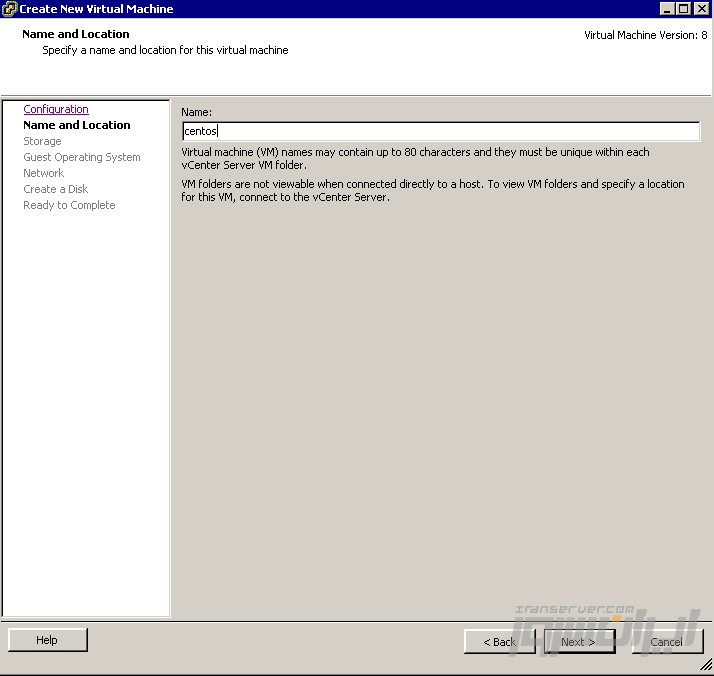 Create New Virtual Machine
Name and Location
Specify a name and location for this virtual machine
Virtual Machine Version: 8
Configuration
Name and Location
Storage
Guest Operating System
Network
Create a Disk
Ready to Complete
Name:
centos
Virtual machine (VM) names may contain up to 80 characters and they must be unique within each
vCenter Server VM folder.
VM folders are not viewable when connected directly to a host. To view VM folders and specify a location
for this VM, connect to the vCenter Server.
iranserver.com
ایران سرور
Help
< Back
Next >
Cancel